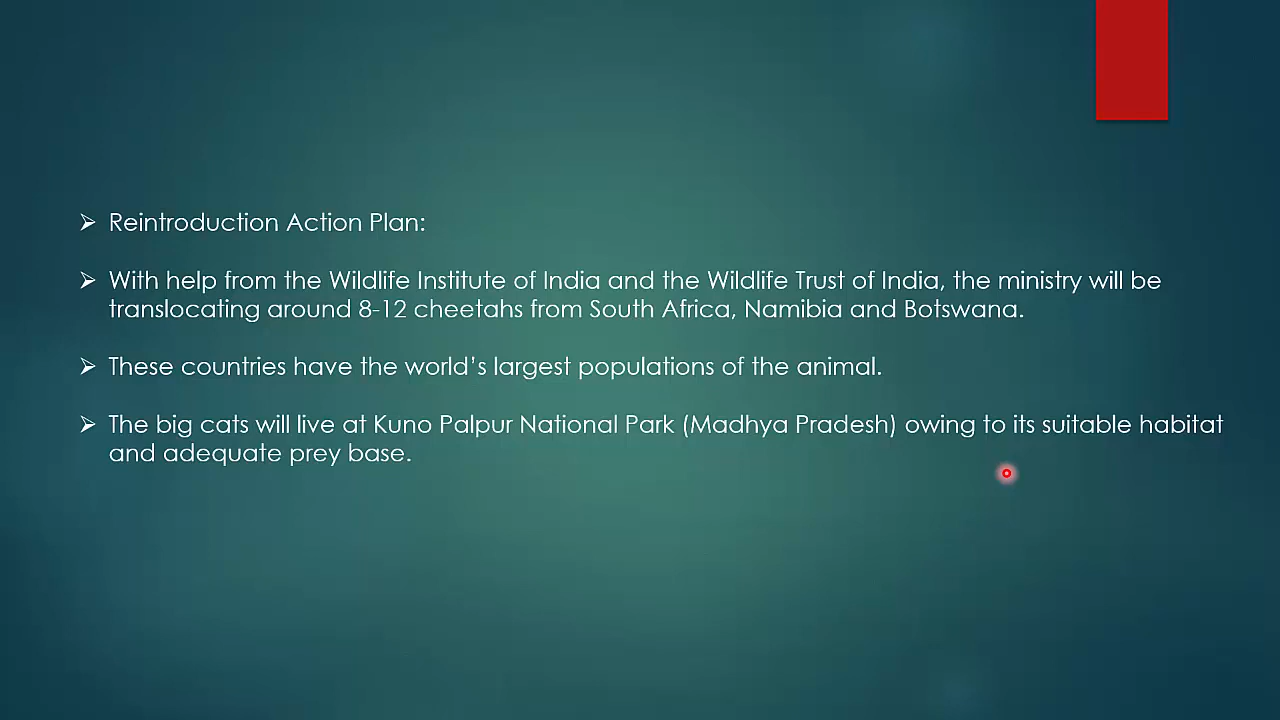 ➢ Reintroduction Action Plan:
➢ With help from the Wildlife Institute of India and the Wildlife Trust of India, the ministry will be
translocating around 8-12 cheetahs from South Africa, Namibia and Botswana.
➢ These countries have the world’s largest populations of the animal.
➢ The big cats will live at Kuno Palpur National Park (Madhya Pradesh) owing to its suitable habitat
and adequate prey base.